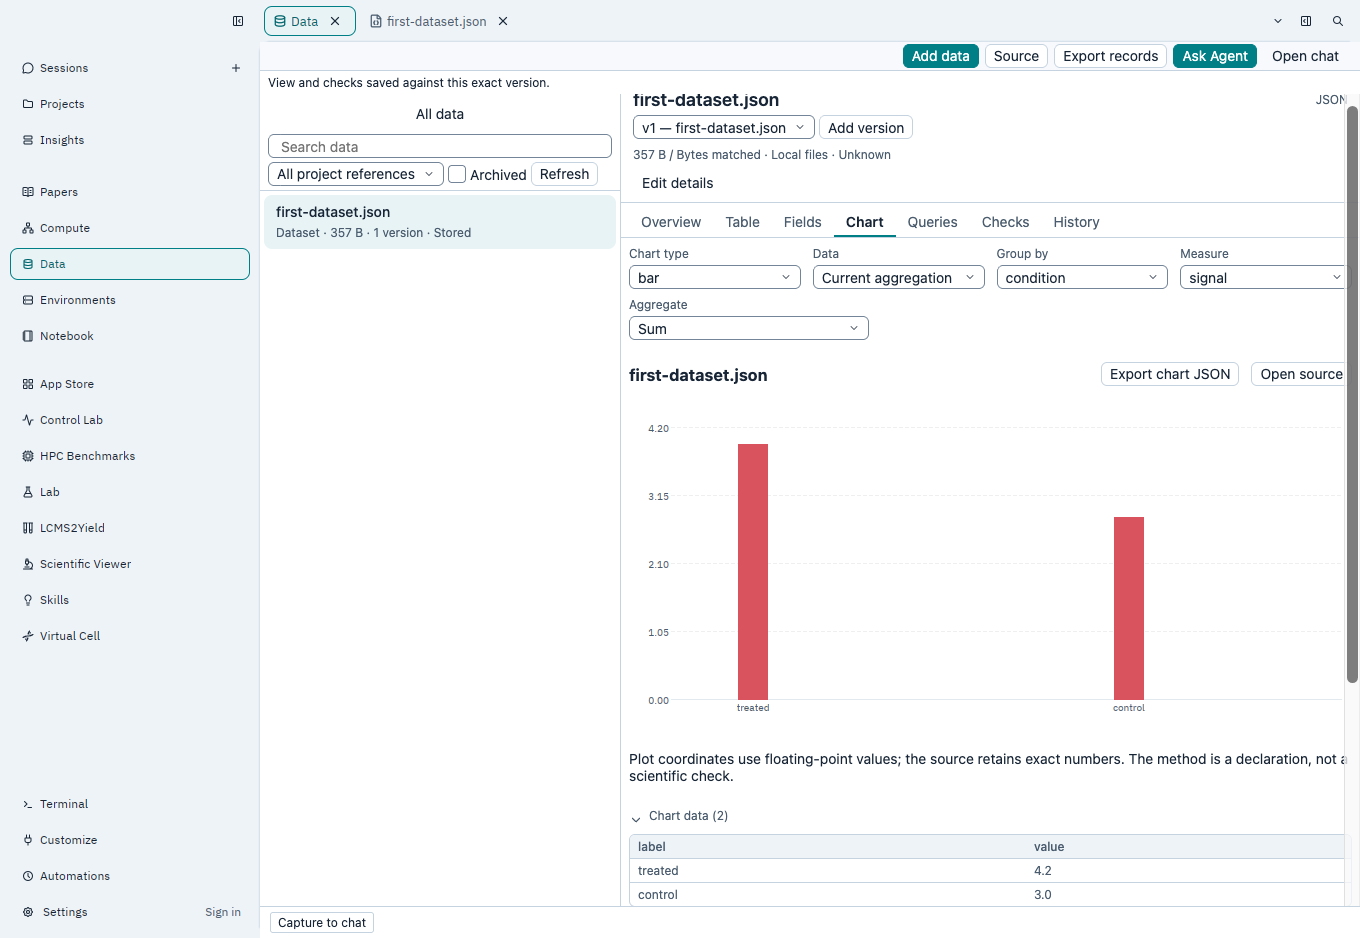 Data
first-dataset.json
Sessions
Projects
Insights
Papers
Compute
Data
Environments
Notebook
App Store
Control Lab
HPC Benchmarks
Lab
LCMS2Yield
Scientific Viewer
Skills
Virtual Cell
Terminal
Customize
Automations
Settings
Sign in
Add data
Source
Export records
Ask Agent
Open chat
View and checks saved against this exact version.
All data
Search data
All project references
Archived
Refresh
first-dataset.json
Dataset · 357 B · 1 version · Stored
first-dataset.json
JSON
v1 — first-dataset.json
Add version
357 B / Bytes matched · Local files · Unknown
Edit details
Overview
Table
Fields
Chart
Queries
Checks
History
Chart type
Data
Group by
Measure
bar
Current aggregation
condition
signal
Aggregate
Sum
first-dataset.json
Export chart JSON
Open source
4.20
3.15
2.10
1.05
0.00
treated
control
Plot coordinates use floating-point values; the source retains exact numbers. The method is a declaration, not a
scientific check.
Chart data (2)
label value
treated 4.2
control 3.0
Capture to chat